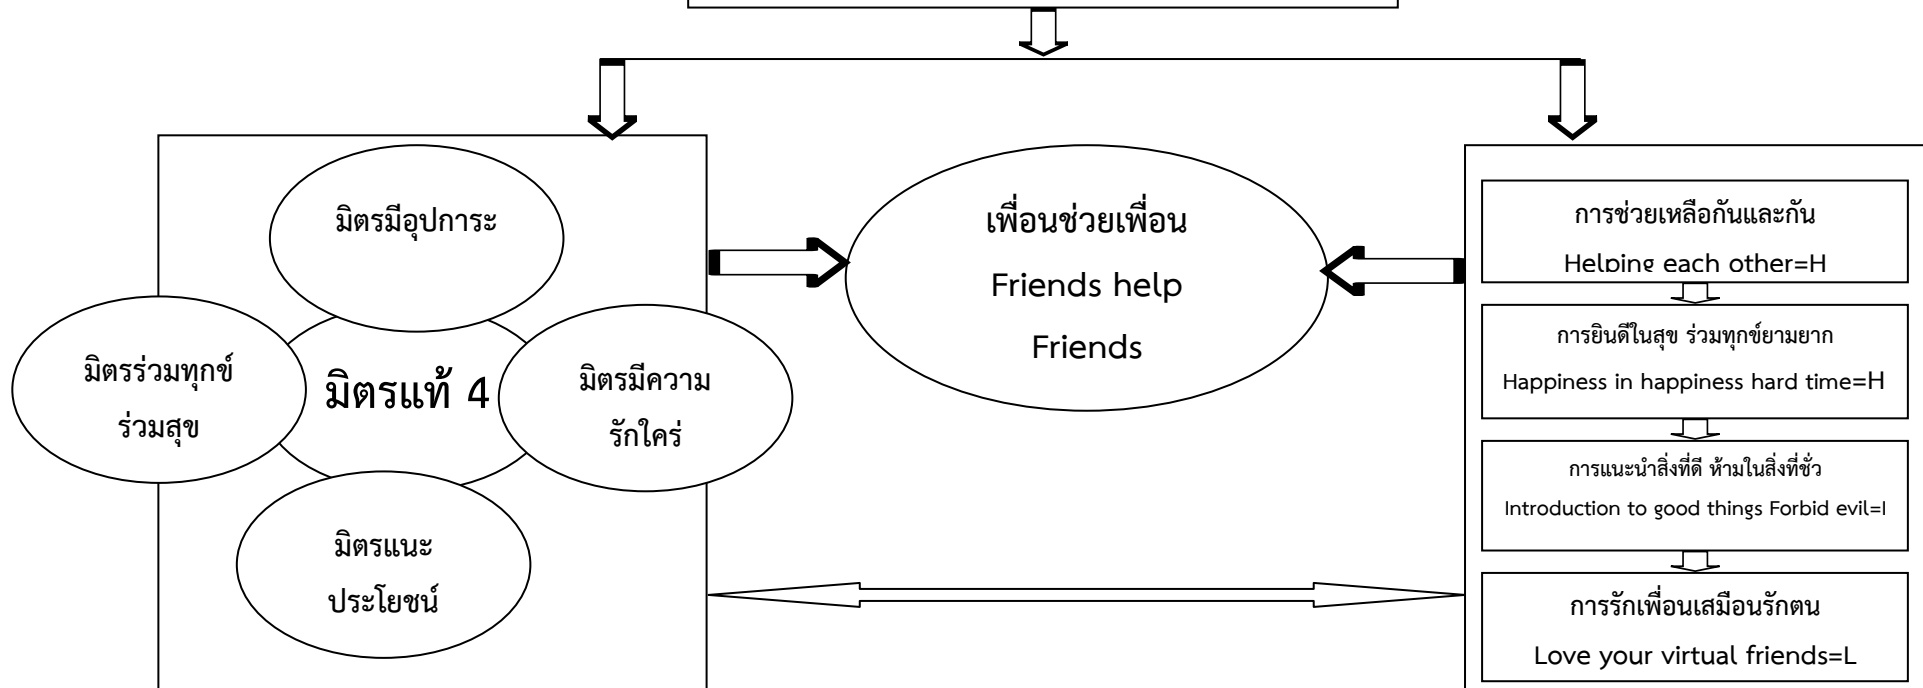 มิตรมีอุปการะ
มิตรร่วมทุกข์
ร่วมสุข
มิตรแท้ 4
มิตรมีความ
รักใคร่
มิตรแนะ
ประโยชน์
เพื่อนช่วยเพื่อน
Friends help
Friends
การช่วยเหลือกันและกัน
Helping each other=H
การยินดีในสุข ร่วมทุกข์ยามยาก
Happiness in happiness hard time=H
การแนะนำสิ่งที่ดี ห้ามในสิ่งที่ชั่ว
Introduction to good things Forbid evil=I
การรักเพื่อนเสมือนรักตน
Love your virtual friends=L